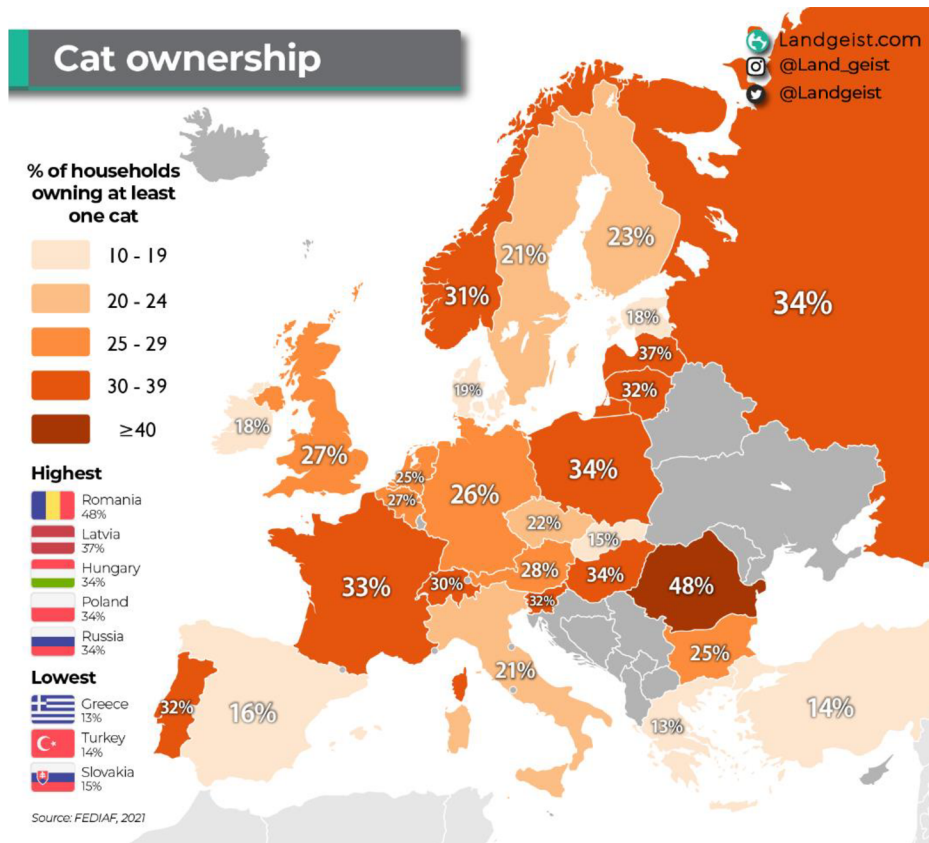 Cat ownership
Landgeist.com
@Land_geist
@Landgeist
% of households
owning at least
one cat
10 - 19
20 - 24
25 - 29
30 - 39
≥40
Highest
Romania
48%
Latvia
37%
Hungary
34%
Poland
34%
Russia
34%
Lowest
Greece
13%
Turkey
14%
Slovakia
15%
Source: FEDIAF, 2021
21%
23%
31%
34%
18%
37%
32%
19%
18%
27%
25%
27%
26%
34%
22%
15%
28%
34%
48%
33%
30%
32%
25%
21%
32%
16%
13%
14%